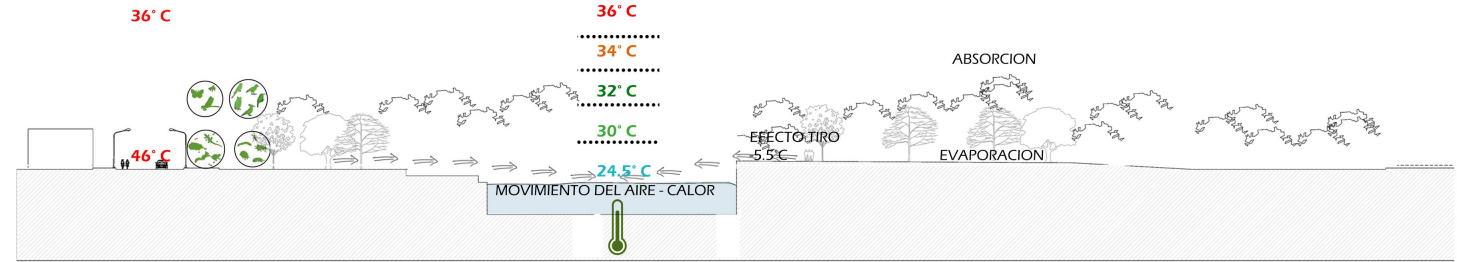 36° C
36° C
34° C
ABSORCION
32° C
30° C
EFECTO TIRO
-5.5°C
46° C
EVAPORACION
24.5° C
MOVIMIENTO DEL AIRE - CALOR